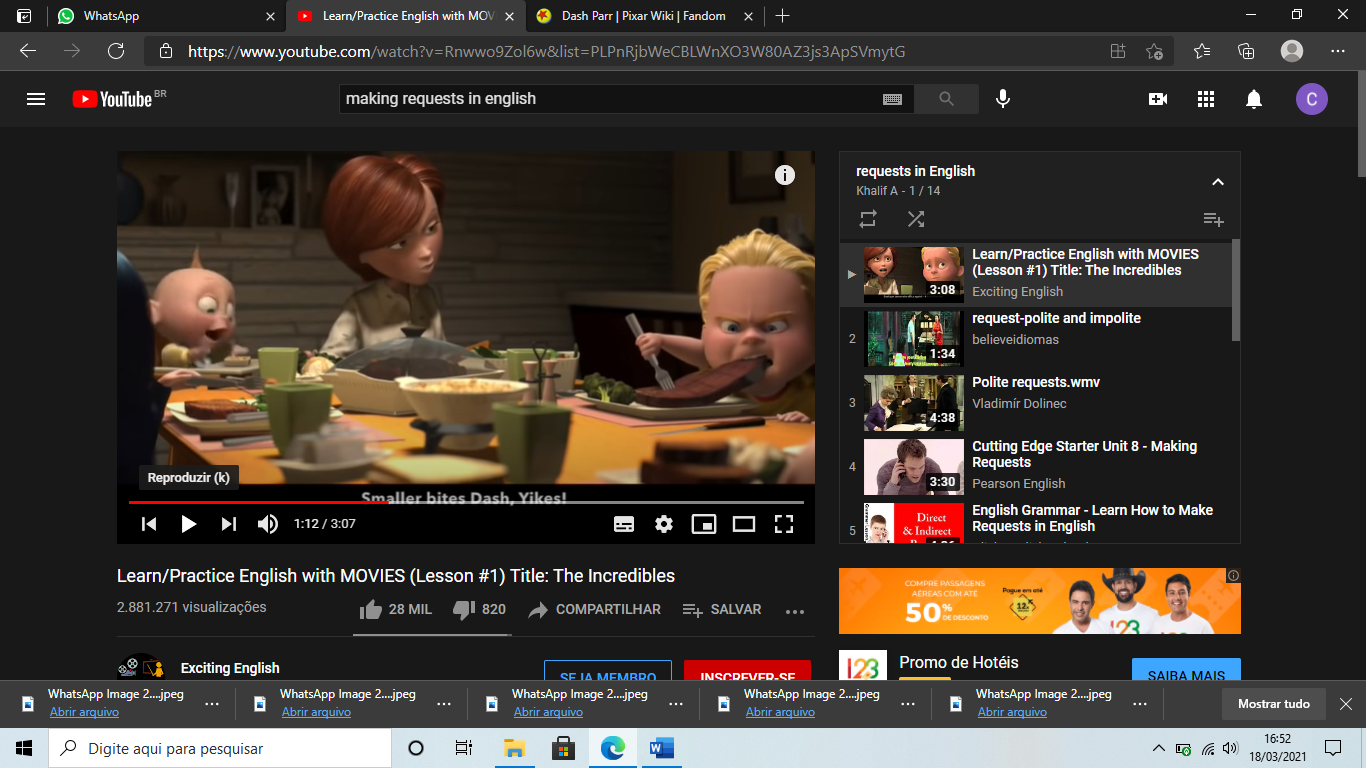 WhatsApp
Learn/Practice English with MOV
Dash Parr | Pixar Wiki | Fandom
https://www.youtube.com/watch?v=Rnwwo9Zol6w&list=PLPnRjbWeCBLWnXO3W80AZ3js3ApSVmytG
YouTube BR
making requests in english
C
requests in English
Khalif A - 1 / 14
Learn/Practice English with MOVIES
(Lesson #1) Title: The Incredibles
Exciting English
3:08
2
request-polite and impolite
believeidiomas
1:34
3
Polite requests.wmv
Vladimír Dolinec
4:38
4
Cutting Edge Starter Unit 8 - Making
Requests
Pearson English
3:30
5
English Grammar - Learn How to Make
Requests in English
Direct
& Indirect
Reproduzir (k)
Smaller bites Dash, Yikes!
1:12 / 3:07
Learn/Practice English with MOVIES (Lesson #1) Title: The Incredibles
2.881.271 visualizações
28 MIL
820
COMPARTILHAR
SALVAR
Exciting English
SEJA MEMBRO
INSCREVER-SE
COMPRE PASSAGENS
AÉREAS COM ATÉ
50%
DE DESCONTO
Pague em até
12x
123
123
Promo de Hotéis
SAIBA MAIS
WhatsApp Image 2....jpeg
Abrir arquivo
WhatsApp Image 2....jpeg
Abrir arquivo
WhatsApp Image 2....jpeg
Abrir arquivo
WhatsApp Image 2....jpeg
Abrir arquivo
WhatsApp Image 2....jpeg
Abrir arquivo
Mostrar tudo
Digite aqui para pesquisar
16:52
18/03/2021